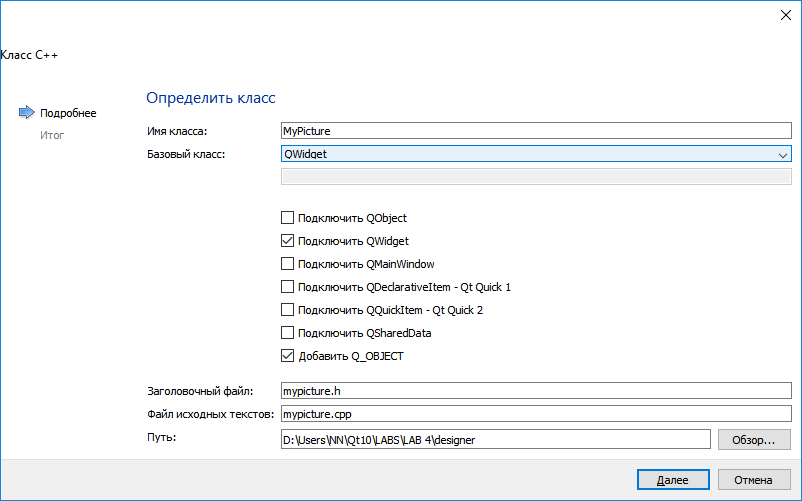 Класс C++
Определить класс
Подробнее
Итог
Имя класса: MyPicture
Базовый класс: QWidget
Подключить QObject
Подключить QWidget
Подключить QMainWindow
Подключить QDeclarativeItem - Qt Quick 1
Подключить QQuickItem - Qt Quick 2
Подключить QSharedData
Добавить Q_OBJECT
Заголовочный файл: mypicture.h
Файл исходных текстов: mypicture.cpp
Путь: D:\Users\NN\Qt10\LABS\LAB 4\designer Обзор...
Далее Отмена